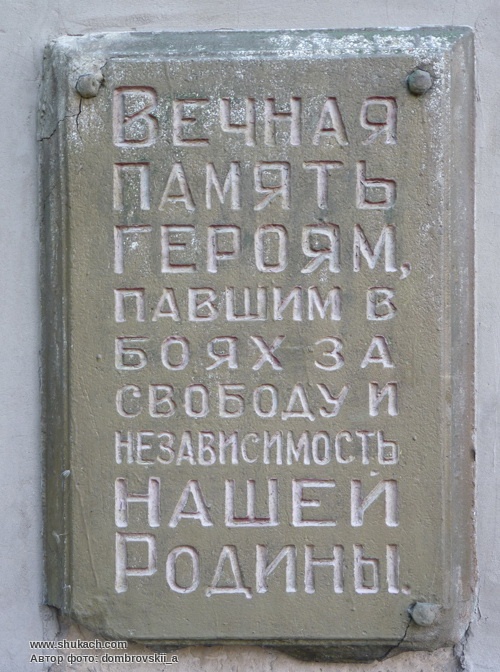 Вечная
память
героям,
павшим в
боях за
свободу и
независимость
нашей
Родины.
www.shukach.com
Автор фото: dombrovskii_a